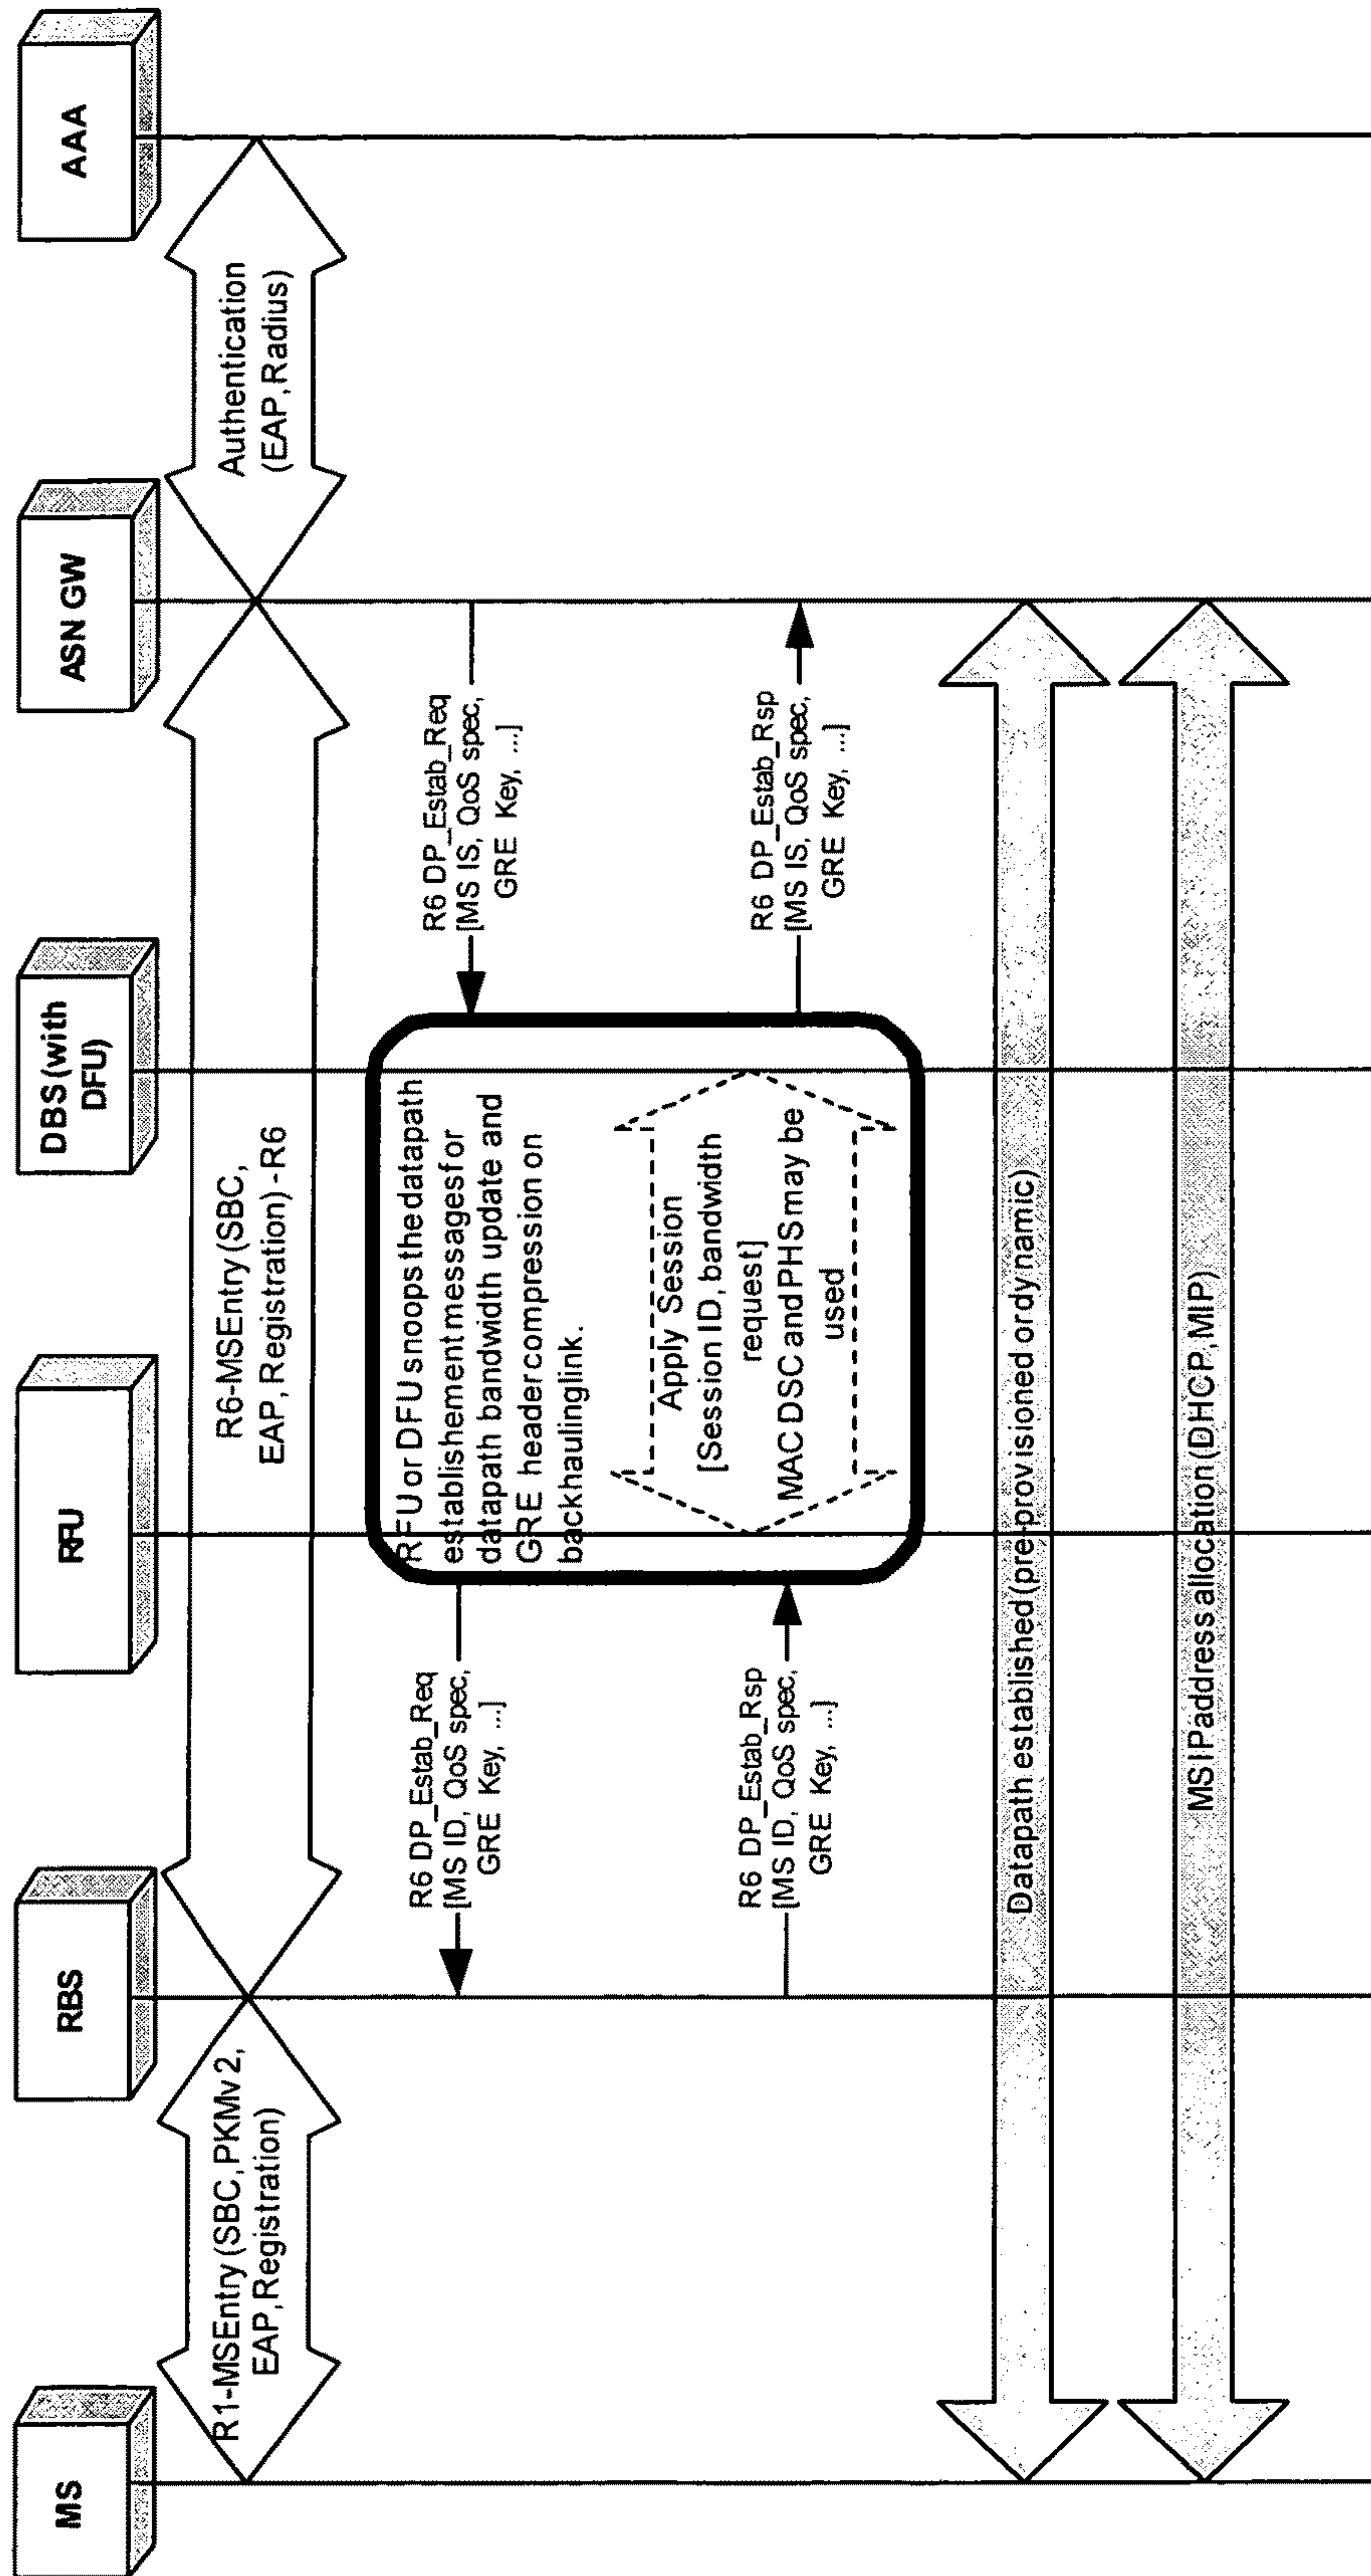 MS
RBS
RFU
DBS (with
DFU)
ASN GW
AAA
R1-MSEntry (SBC, PKMv2,
EAP, Registration)
R6-MSEntry (SBC,
EAP, Registration) - R6
Authentication
(EAP, Radius)
R6 DP_Estab_Req
[MS ID, QoS spec,
GRE Key, ...]
RFU or DFU snoops the datapath
establishement messages for
datapath bandwidth update and
GRE header compression on
backhauling link.
R6 DP_Estab_Req
[MS IS, QoS spec,
GRE Key, ...]
R6 DP_Estab_Rsp
[MS ID, QoS spec,
GRE Key, ...]
Apply Session
[Session ID, bandwidth
request]
MAC DSC and PHS may be
used
R6 DP_Estab_Rsp
[MS IS, QoS spec,
GRE Key, ...]
Datapath established (pre-provisioned or dynamic)
MS IP address allocation (DHCP, MIP)